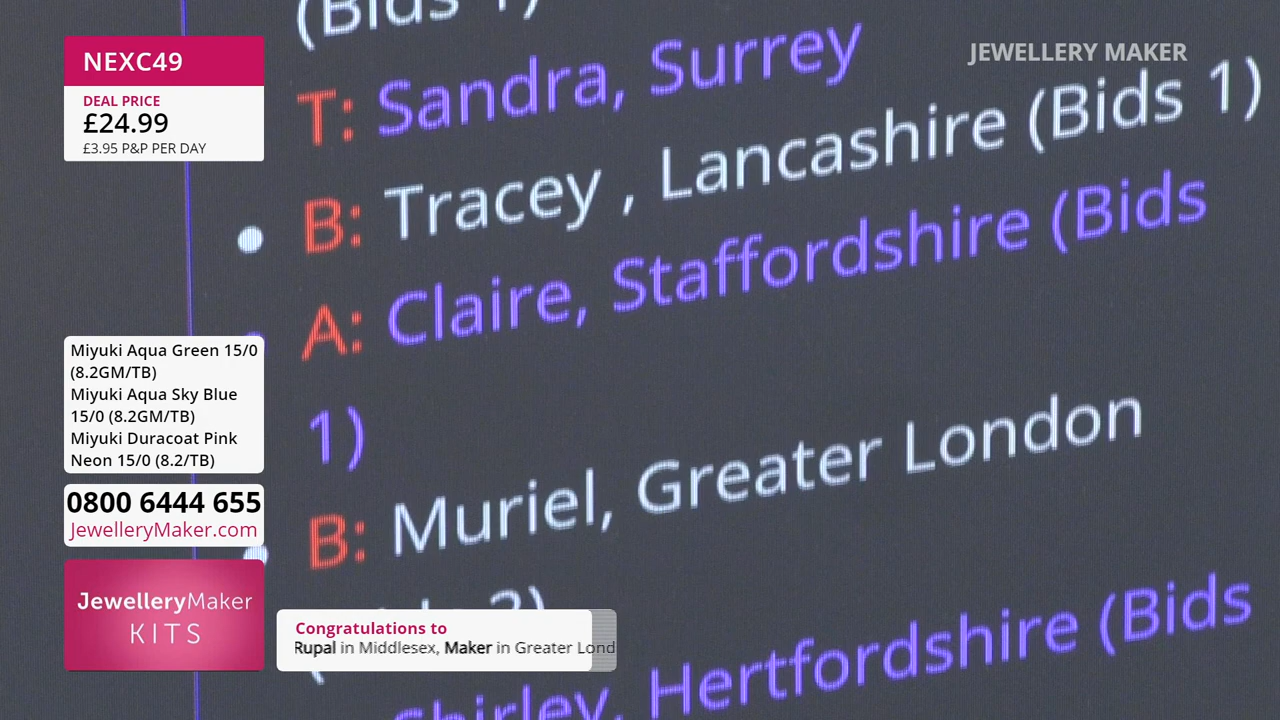 (Bids 1)
T: Sandra, Surrey
B: Tracey , Lancashire (Bids 1)
A: Claire, Staffordshire (Bids
1)
B: Muriel, Greater London
Shirley, Hertfordshire (Bids
NEXC49
DEAL PRICE
£24.99
£3.95 P&P PER DAY
JEWELLERY MAKER
Miyuki Aqua Green 15/0
(8.2GM/TB)
Miyuki Aqua Sky Blue
15/0 (8.2GM/TB)
Miyuki Duracoat Pink
Neon 15/0 (8.2/TB)
0800 6444 655
JewelleryMaker.com
JewelleryMaker
KITS
Congratulations to
Rupal in Middlesex, Maker in Greater Lond